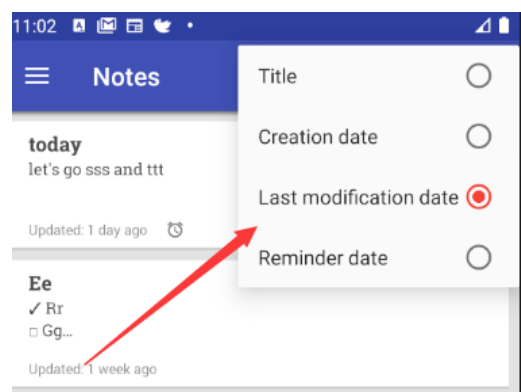 11:02
Notes
Title
Creation date
Last modification date
Reminder date
today
let's go sss and ttt
Updated: 1 day ago
Ee
✓ Rr
□ Gg...
Updated: 1 week ago